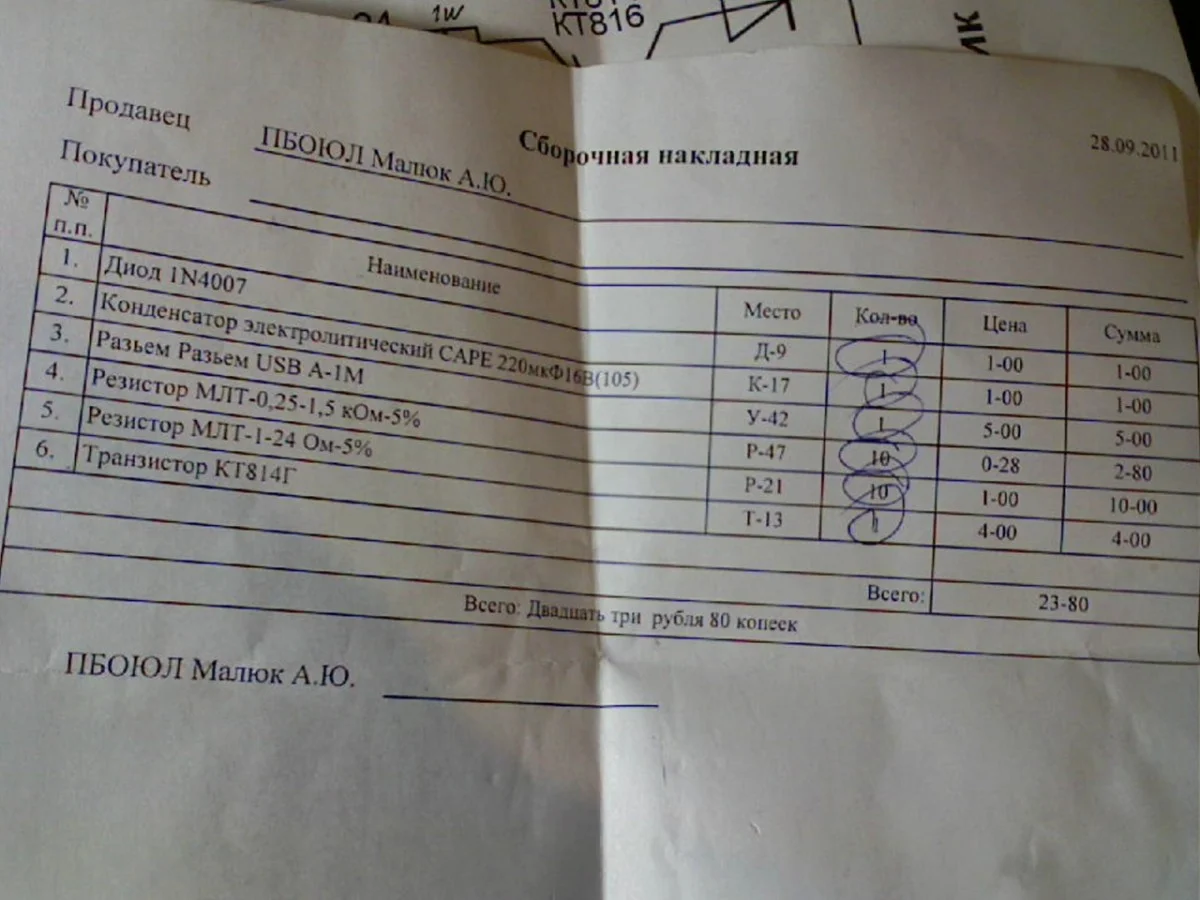 1W
КТ816
ИК
Сборочная накладная
28.09.2011
Продавец ПБОЮЛ Малюк А.Ю.
Покупатель
№ п.п. Наименование Место Кол-во Цена Сумма
1. Диод 1N4007 Д-9 1 1-00 1-00
2. Конденсатор электролитический CAPE 220мкФ16В(105) К-17 1 1-00 1-00
3. Разьем Разьем USB A-1M У-42 1 5-00 5-00
4. Резистор МЛТ-0,25-1,5 кОм-5% Р-47 10 0-28 2-80
5. Резистор МЛТ-1-24 Ом-5% Р-21 10 1-00 10-00
6. Транзистор КТ814Г Т-13 1 4-00 4-00
Всего: 23-80
Всего: Двадцать три рубля 80 копеек
ПБОЮЛ Малюк А.Ю.